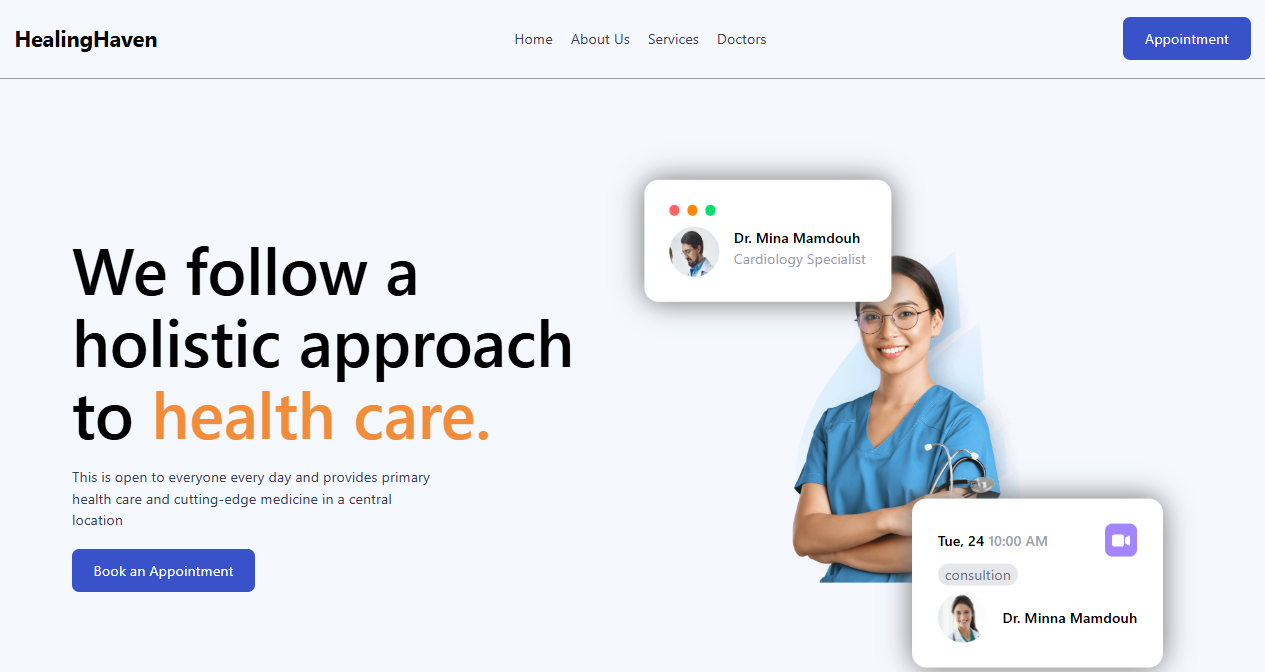 HealingHaven
Home About Us Services Doctors
Appointment
We follow a
holistic approach
to health care.
This is open to everyone every day and provides primary
health care and cutting-edge medicine in a central
location
Book an Appointment
Dr. Mina Mamdouh
Cardiology Specialist
Tue, 24 10:00 AM
consultion
Dr. Minna Mamdouh